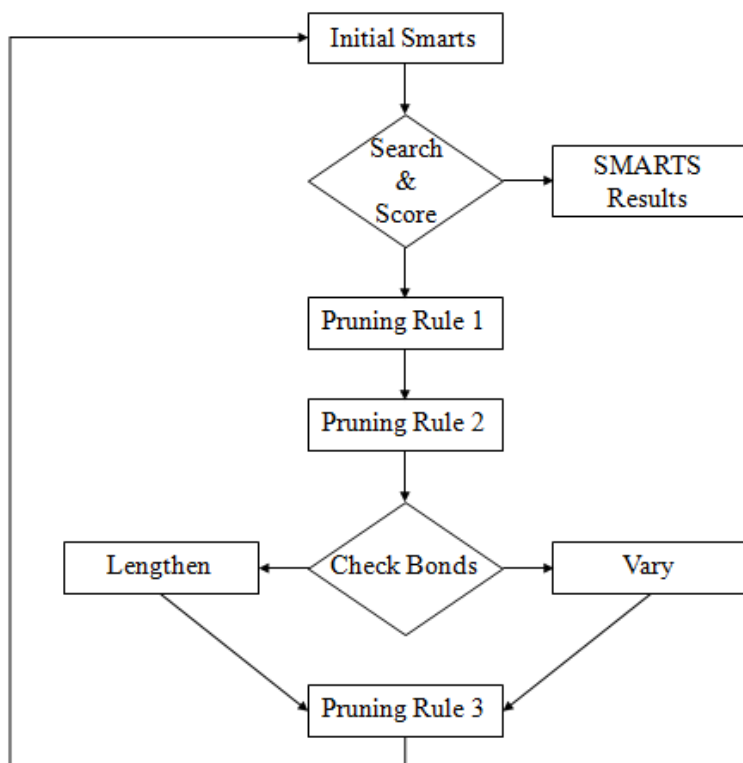 Initial Smarts
Search
&
Score
SMARTS
Results
Pruning Rule 1
Pruning Rule 2
Lengthen
Check Bonds
Vary
Pruning Rule 3